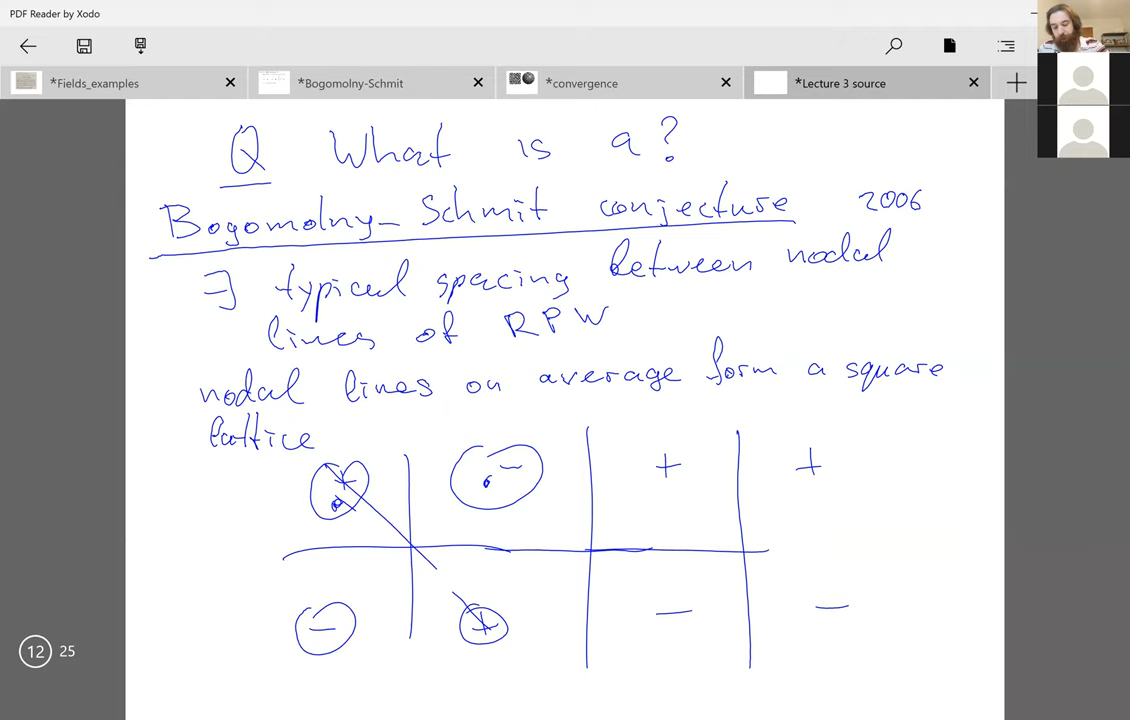 PDF Reader by Xodo
*Fields_examples
*Bogomolny-Schmit
*convergence
*Lecture 3 source
Q What is a?
Bogomolny-Schmit conjecture 2006
∃ typical spacing between nodal
lines of RPW
nodal lines on average form a square
lattice
+ - + +
- + - -
12 25